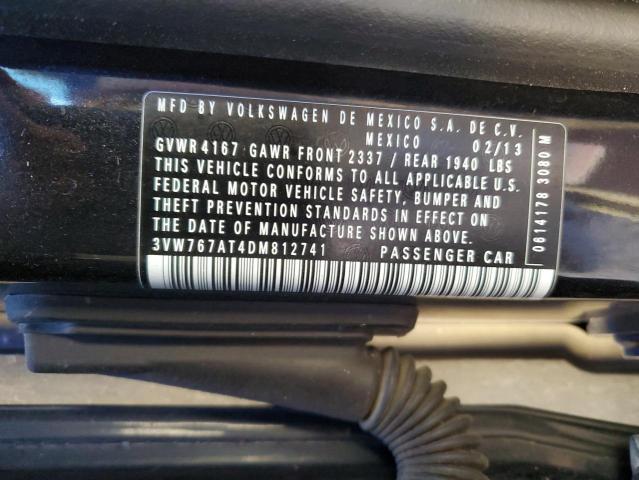 MFD BY VOLKSWAGEN DE MEXICO S.A. DE C.V.
MEXICO 02/13
GVWR 4167 GAWR FRONT 2337 / REAR 1940 LBS
THIS VEHICLE CONFORMS TO ALL APPLICABLE U.S.
FEDERAL MOTOR VEHICLE SAFETY, BUMPER AND
THEFT PREVENTION STANDARDS IN EFFECT ON
THE DATE OF MANUFACTURE SHOWN ABOVE.
3VW767AT4DM812741 PASSENGER CAR
0614178 3080 M